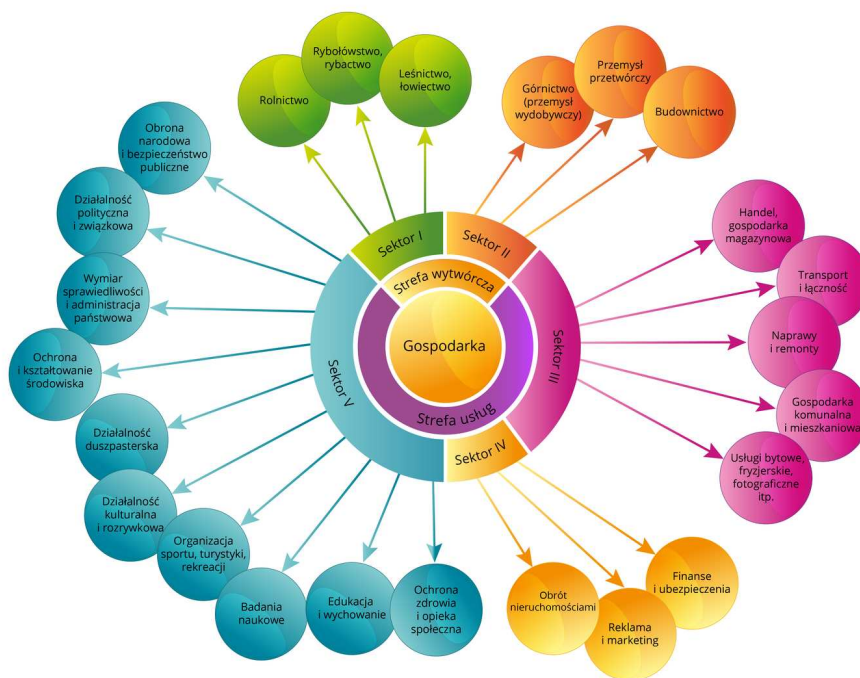 Rybołówstwo,
rybactwo
Rolnictwo
Leśnictwo,
łowiectwo
Przemysł
przetwórczy
Górnictwo
(przemysł
wydobywczy)
Budownictwo
Obrona
narodowa
i bezpieczeństwo
publiczne
Działalność
polityczna
i związkowa
Wymiar
sprawiedliwości
i administracja
państwowa
Ochrona
i kształtowanie
środowiska
Działalność
duszpasterska
Działalność
kulturalna
i rozrywkowa
Organizacja
sportu, turystyki,
rekreacji
Badania
naukowe
Edukacja
i wychowanie
Ochrona
zdrowia
i opieka
społeczna
Sektor I
Sektor II
Strefa wytwórcza
Gospodarka
Strefa usług
Sektor III
Sektor IV
Sektor V
Handel,
gospodarka
magazynowa
Transport
i łączność
Naprawy
i remonty
Gospodarka
komunalna
i mieszkaniowa
Usługi bytowe,
fryzjerskie,
fotograficzne
itp.
Finanse
i ubezpieczenia
Obrót
nieruchomościami
Reklama
i marketing